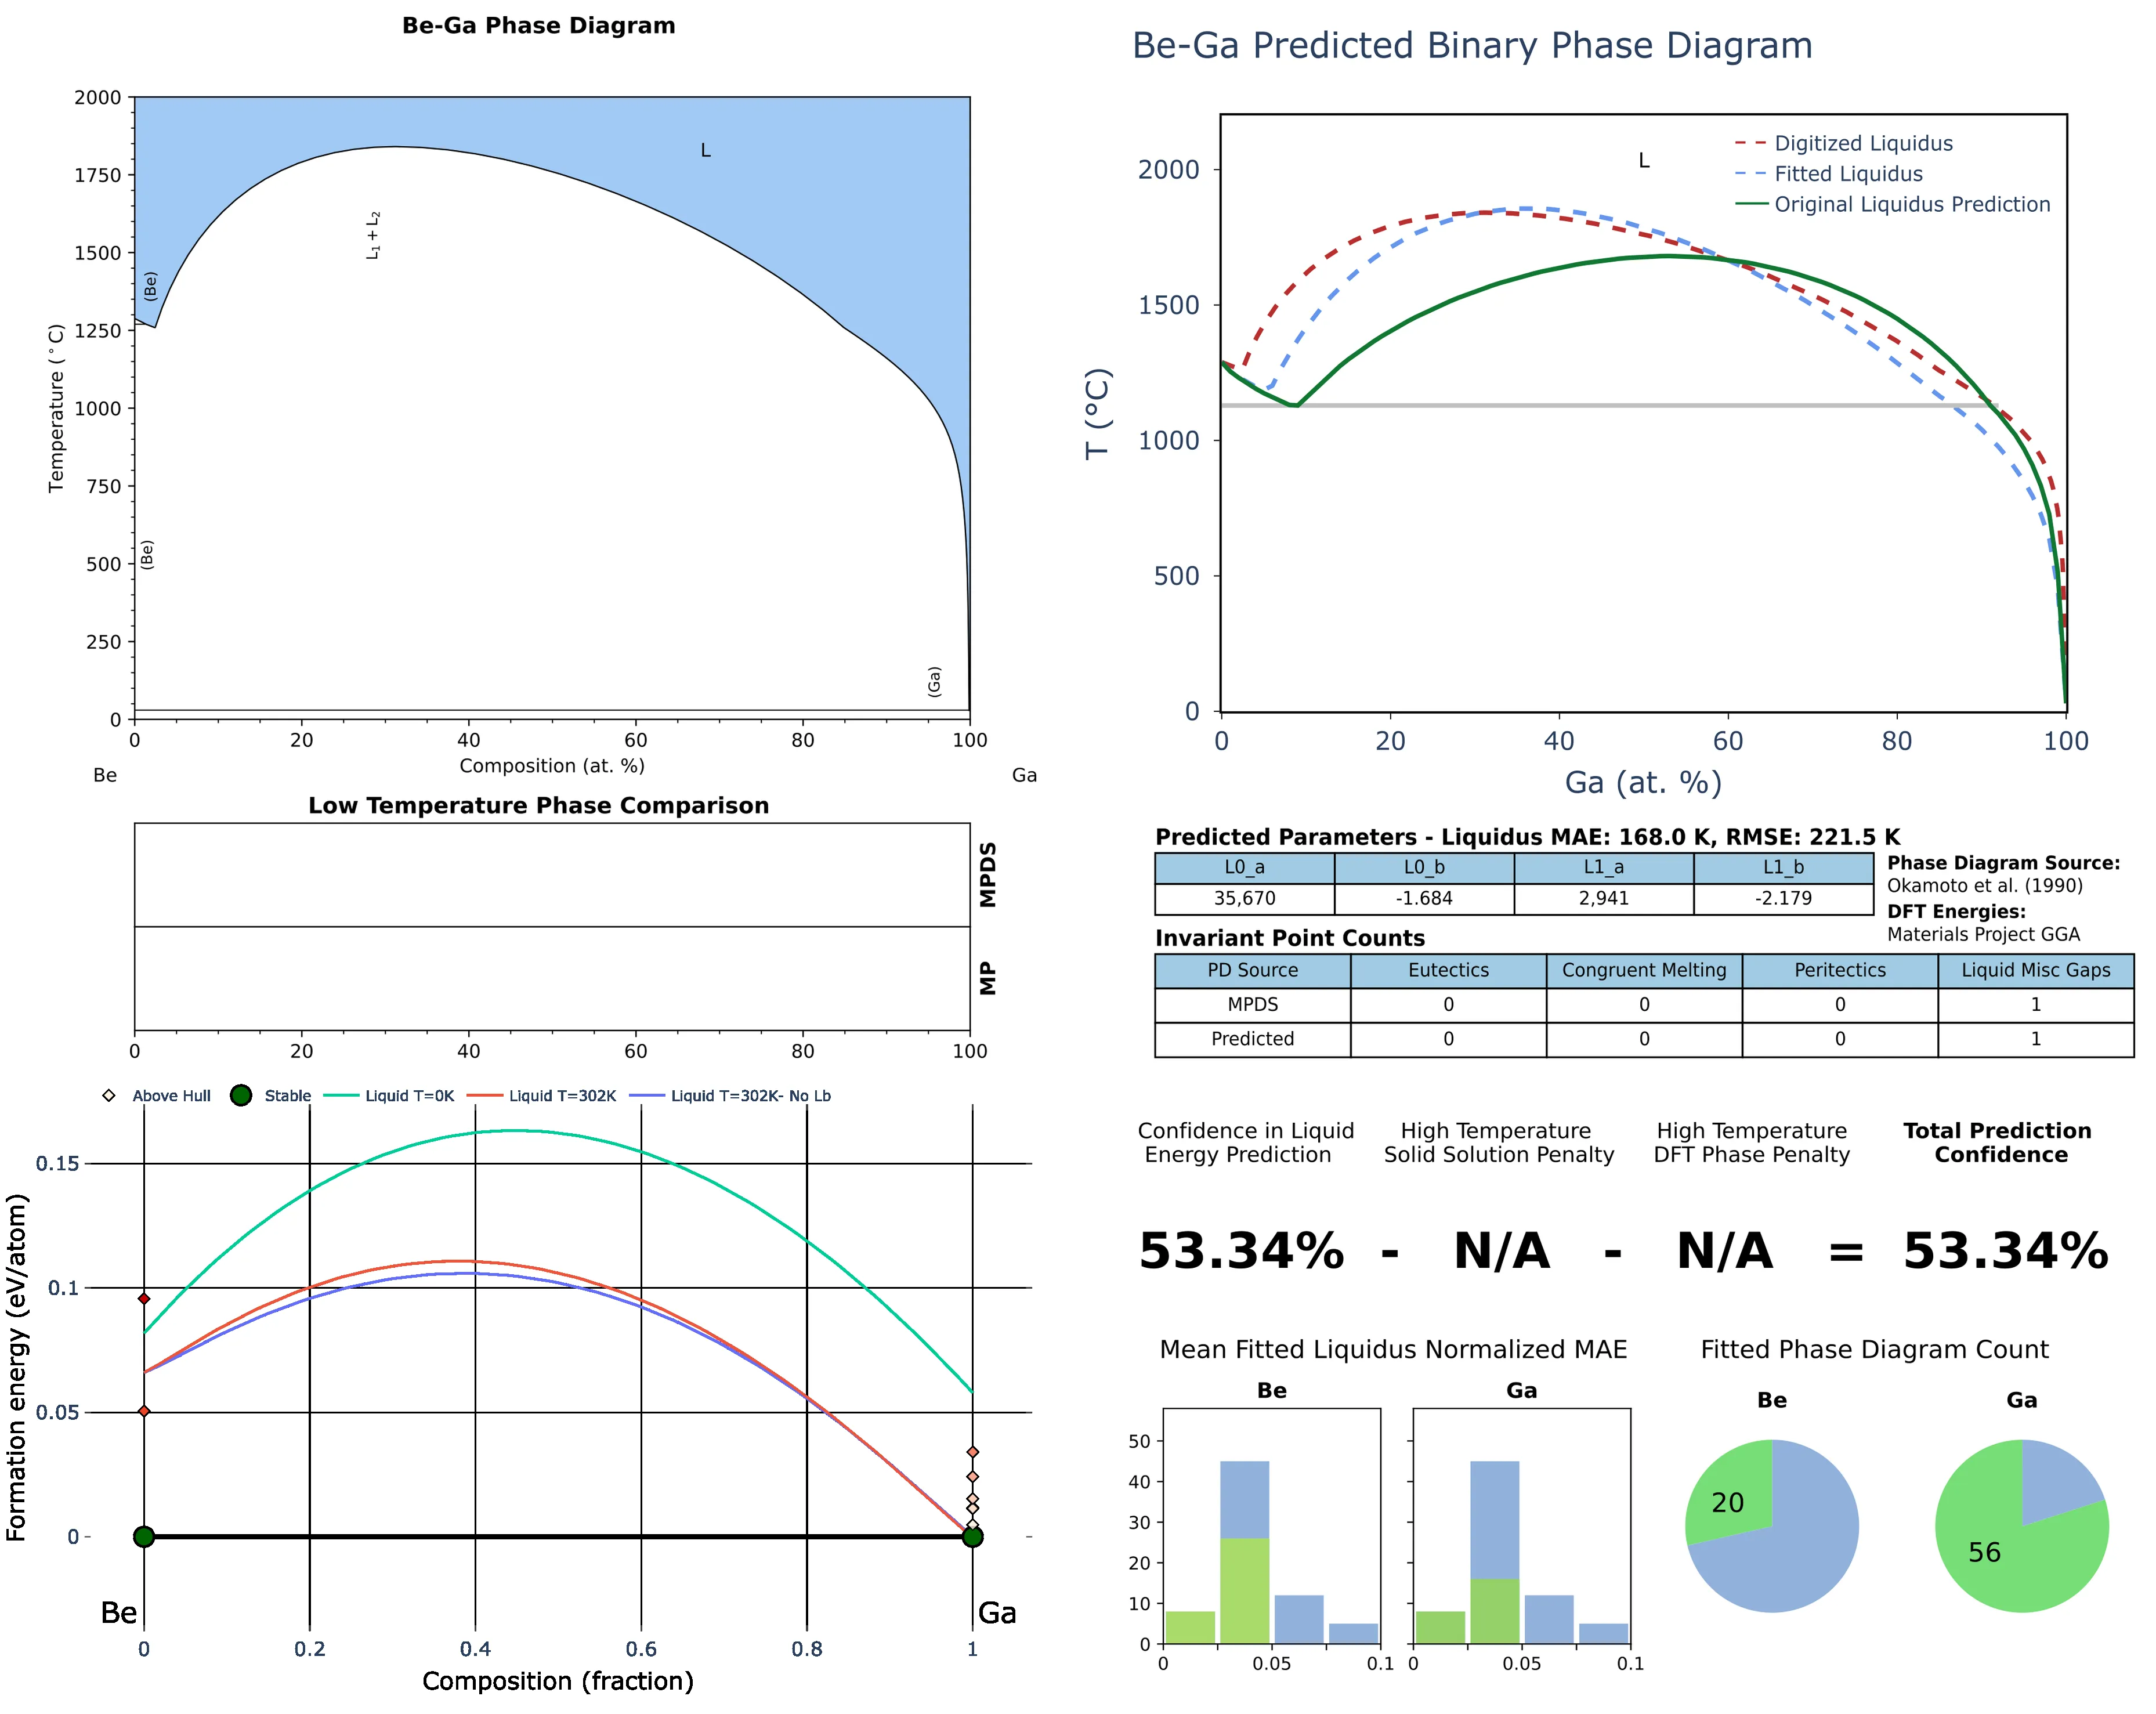 Be-Ga Phase Diagram
2000
1750
1500
1250
1000
750
500
250
0
Temperature (°C)
L
L1 + L2
(Be)
(Be)
(Ga)
0 20 40 60 80 100
Composition (at. %)
Be Ga
Low Temperature Phase Comparison
MPDS
MP
0 20 40 60 80 100
Above Hull Stable Liquid T=0K Liquid T=302K Liquid T=302K- No Lb
0.15
0.1
0.05
0
Formation energy (eV/atom)
Be Ga
0 0.2 0.4 0.6 0.8 1
Composition (fraction)
Be-Ga Predicted Binary Phase Diagram
L
Digitized Liquidus
Fitted Liquidus
Original Liquidus Prediction
2000
1500
1000
500
0
T (°C)
0 20 40 60 80 100
Ga (at. %)
Predicted Parameters - Liquidus MAE: 168.0 K, RMSE: 221.5 K
L0_a L0_b L1_a L1_b
35,670 -1.684 2,941 -2.179
Phase Diagram Source:
Okamoto et al. (1990)
DFT Energies:
Materials Project GGA
Invariant Point Counts
PD Source Eutectics Congruent Melting Peritectics Liquid Misc Gaps
MPDS 0 0 0 1
Predicted 0 0 0 1
Confidence in Liquid
Energy Prediction
High Temperature
Solid Solution Penalty
High Temperature
DFT Phase Penalty
Total Prediction
Confidence
53.34% - N/A - N/A = 53.34%
Mean Fitted Liquidus Normalized MAE
Be Ga
50
40
30
20
10
0
0 0.05 0.1 0 0.05 0.1
Fitted Phase Diagram Count
Be Ga
20
56